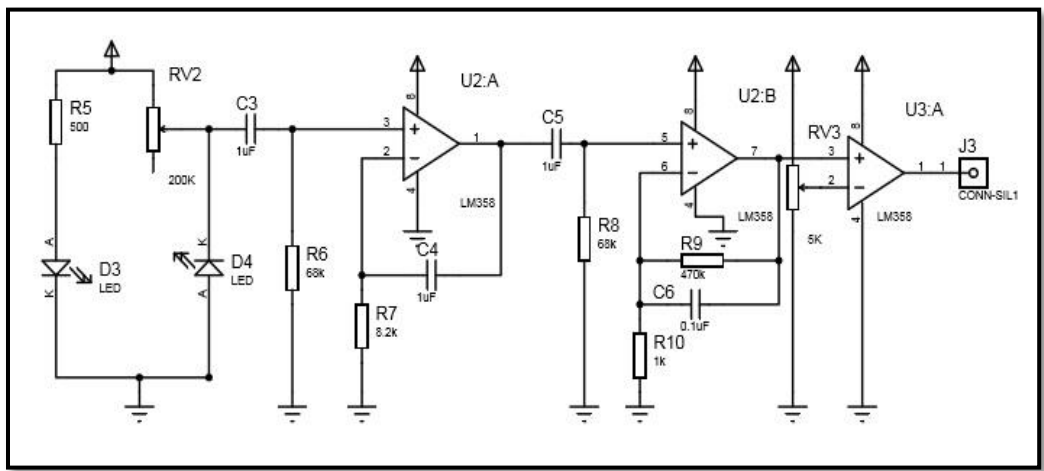 RV2
200K
R5
500
A
K
D3
LED
K
A
D4
LED
C3
1uF
R6
68k
U2:A
8
3
2
1
4
LM358
C4
1uF
R7
8.2k
C5
1uF
R8
68k
U2:B
8
5
6
7
4
LM358
R9
470k
C6
0.1uF
R10
1k
RV3
5K
U3:A
8
3
2
1
4
LM358
1
J3
CONN-SIL1